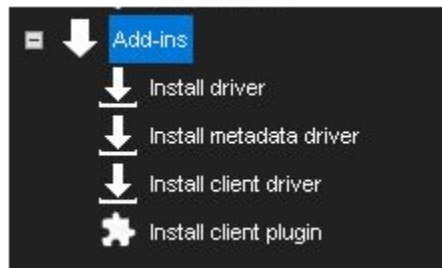 Add-ins
Install driver
Install metadata driver
Install client driver
Install client plugin